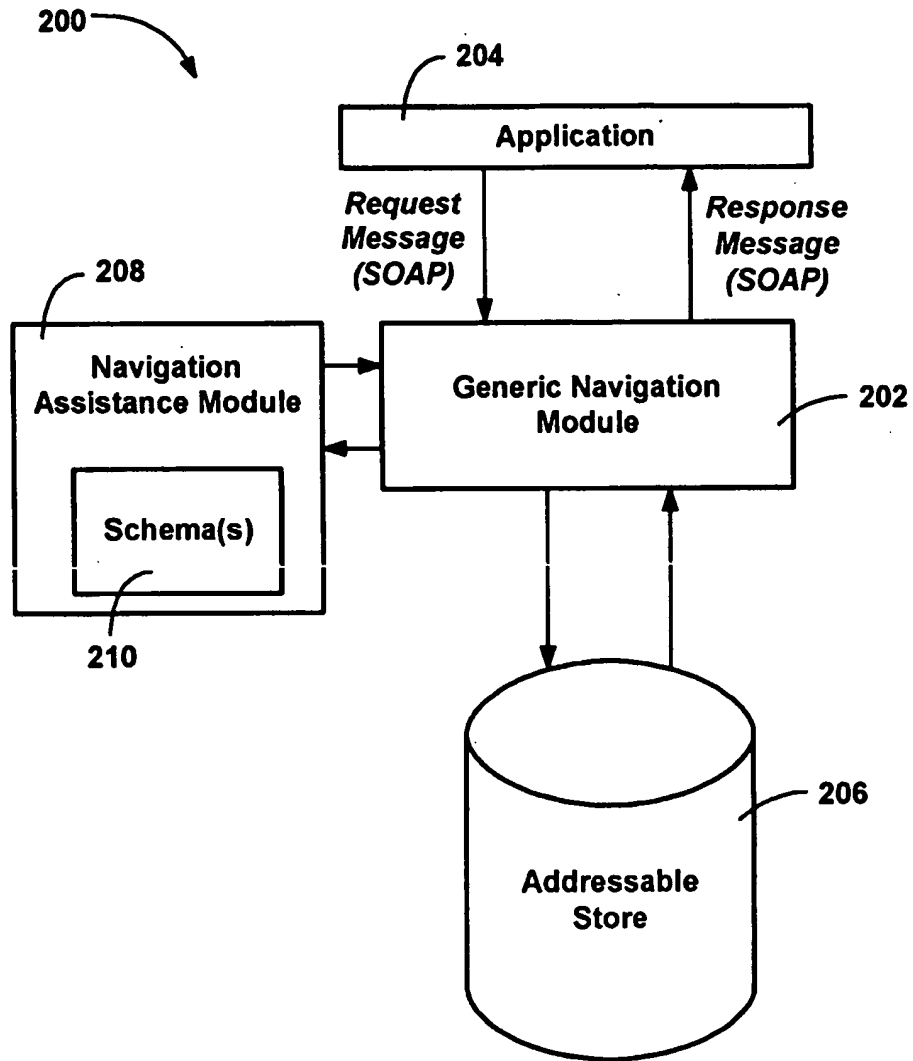 200
204
Application
Request
Message
(SOAP)
Response
Message
(SOAP)
208
Navigation
Assistance Module
Generic Navigation
Module
202
Schema(s)
210
206
Addressable
Store